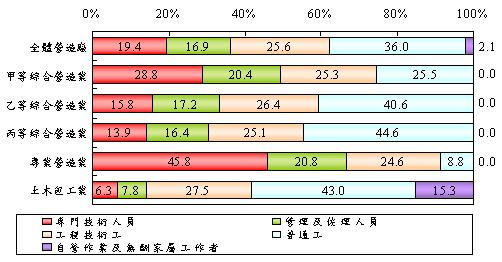 0% 20% 40% 60% 80% 100%
全體營造廠 19.4 16.9 25.6 36.0 2.1
甲等綜合營造業 28.8 20.4 25.3 25.5 0.0
乙等綜合營造業 15.8 17.2 26.4 40.6 0.0
丙等綜合營造業 13.9 16.4 25.1 44.6 0.0
專業營造業 45.8 20.8 24.6 8.8 0.0
土木包工業 6.3 7.8 27.5 43.0 15.3
專門技術人員 管理及佐理人員
工程技術工 普通工
自營作業及無酬家屬工作者